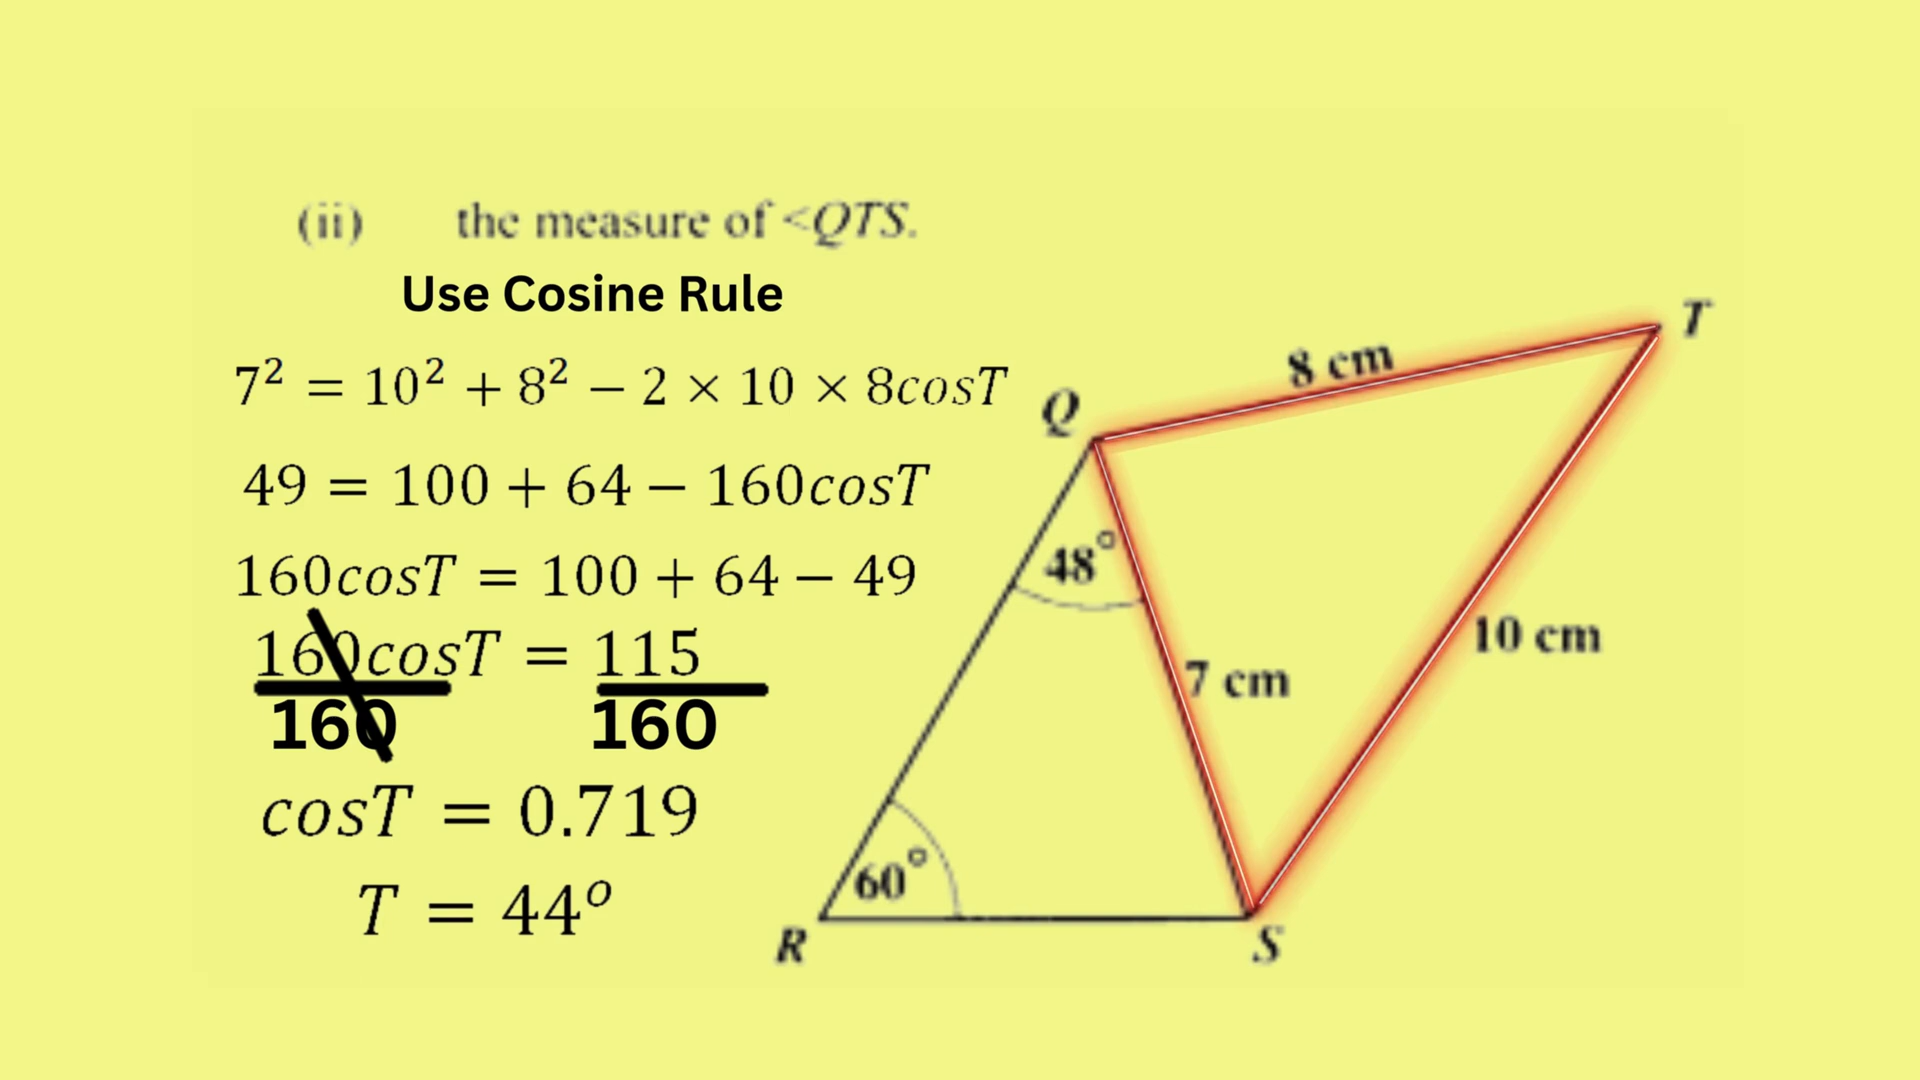 (ii) the measure of <QTS.
Use Cosine Rule
7² = 10² + 8² − 2 × 10 × 8cosT
49 = 100 + 64 − 160cosT
160cosT = 100 + 64 − 49
160cosT = 115
160 160
cosT = 0.719
T = 44°
T
8 cm
Q
48°
10 cm
7 cm
60°
R
S